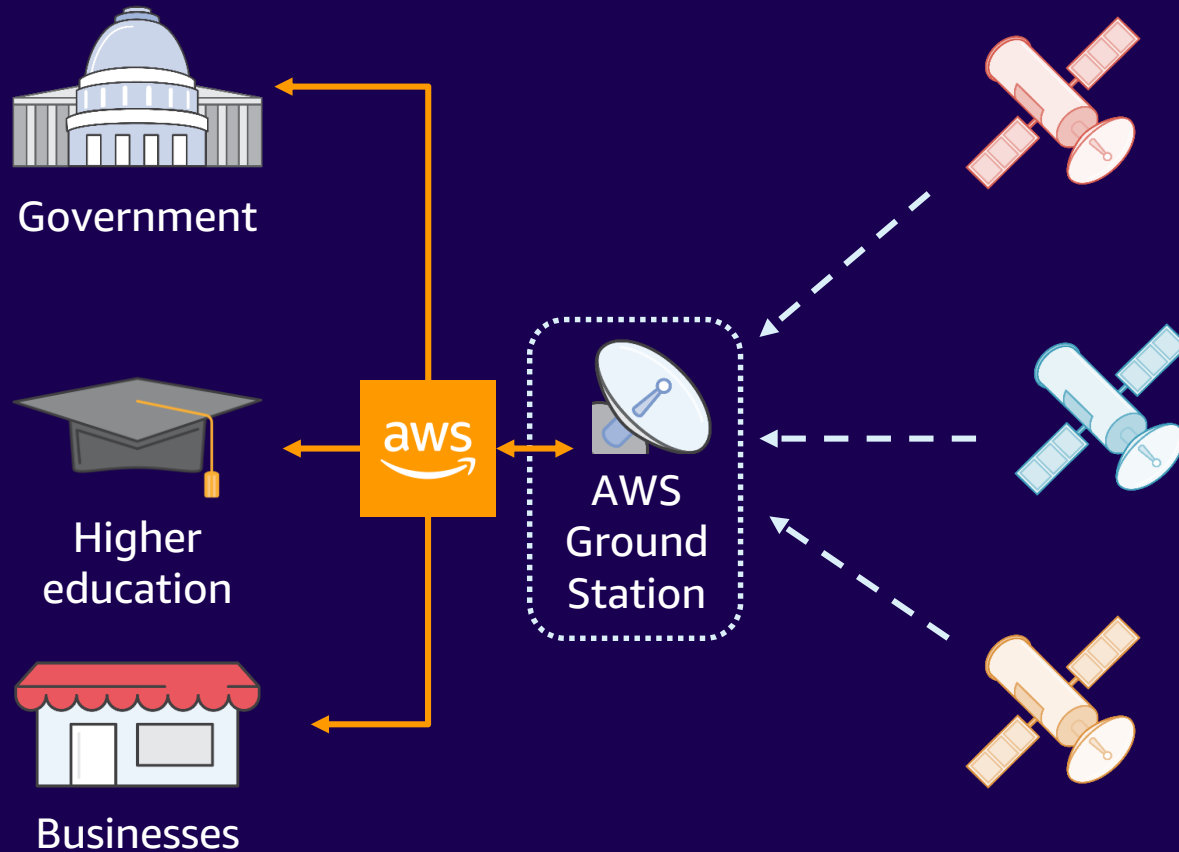 Government
Higher
education
Businesses
aws
AWS
Ground
Station